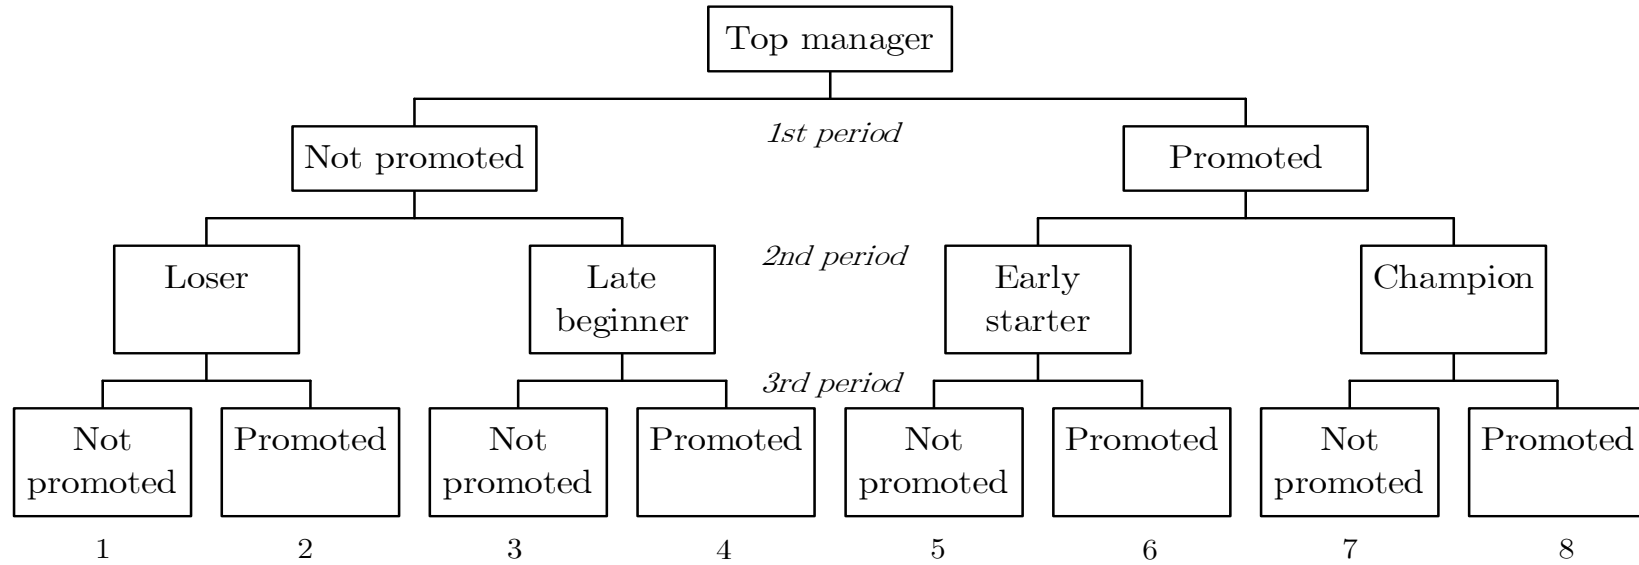 Top manager
1st period
Not promoted
Promoted
2nd period
Loser
Late
beginner
Early
starter
Champion
3rd period
Not
promoted
Promoted
Not
promoted
Promoted
Not
promoted
Promoted
Not
promoted
Promoted
1 2 3 4 5 6 7 8